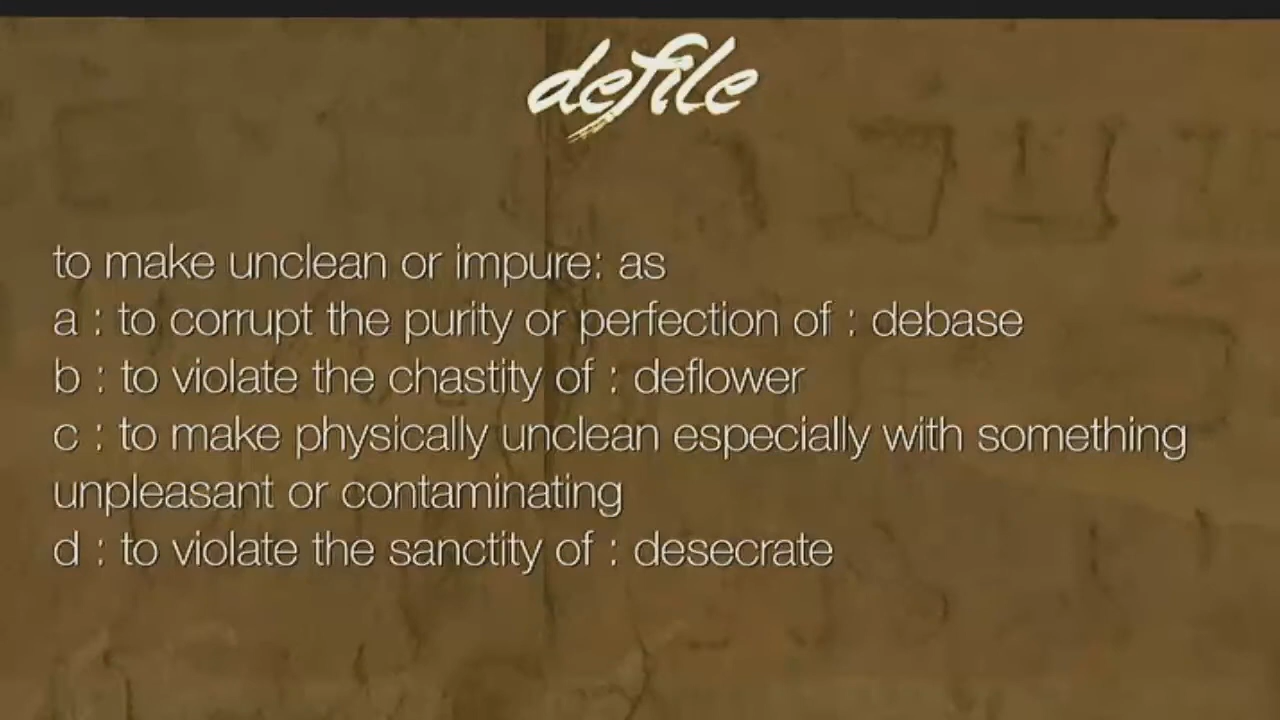 defile
to make unclean or impure: as
a : to corrupt the purity or perfection of : debase
b : to violate the chastity of : deflower
c : to make physically unclean especially with something
unpleasant or contaminating
d : to violate the sanctity of : desecrate